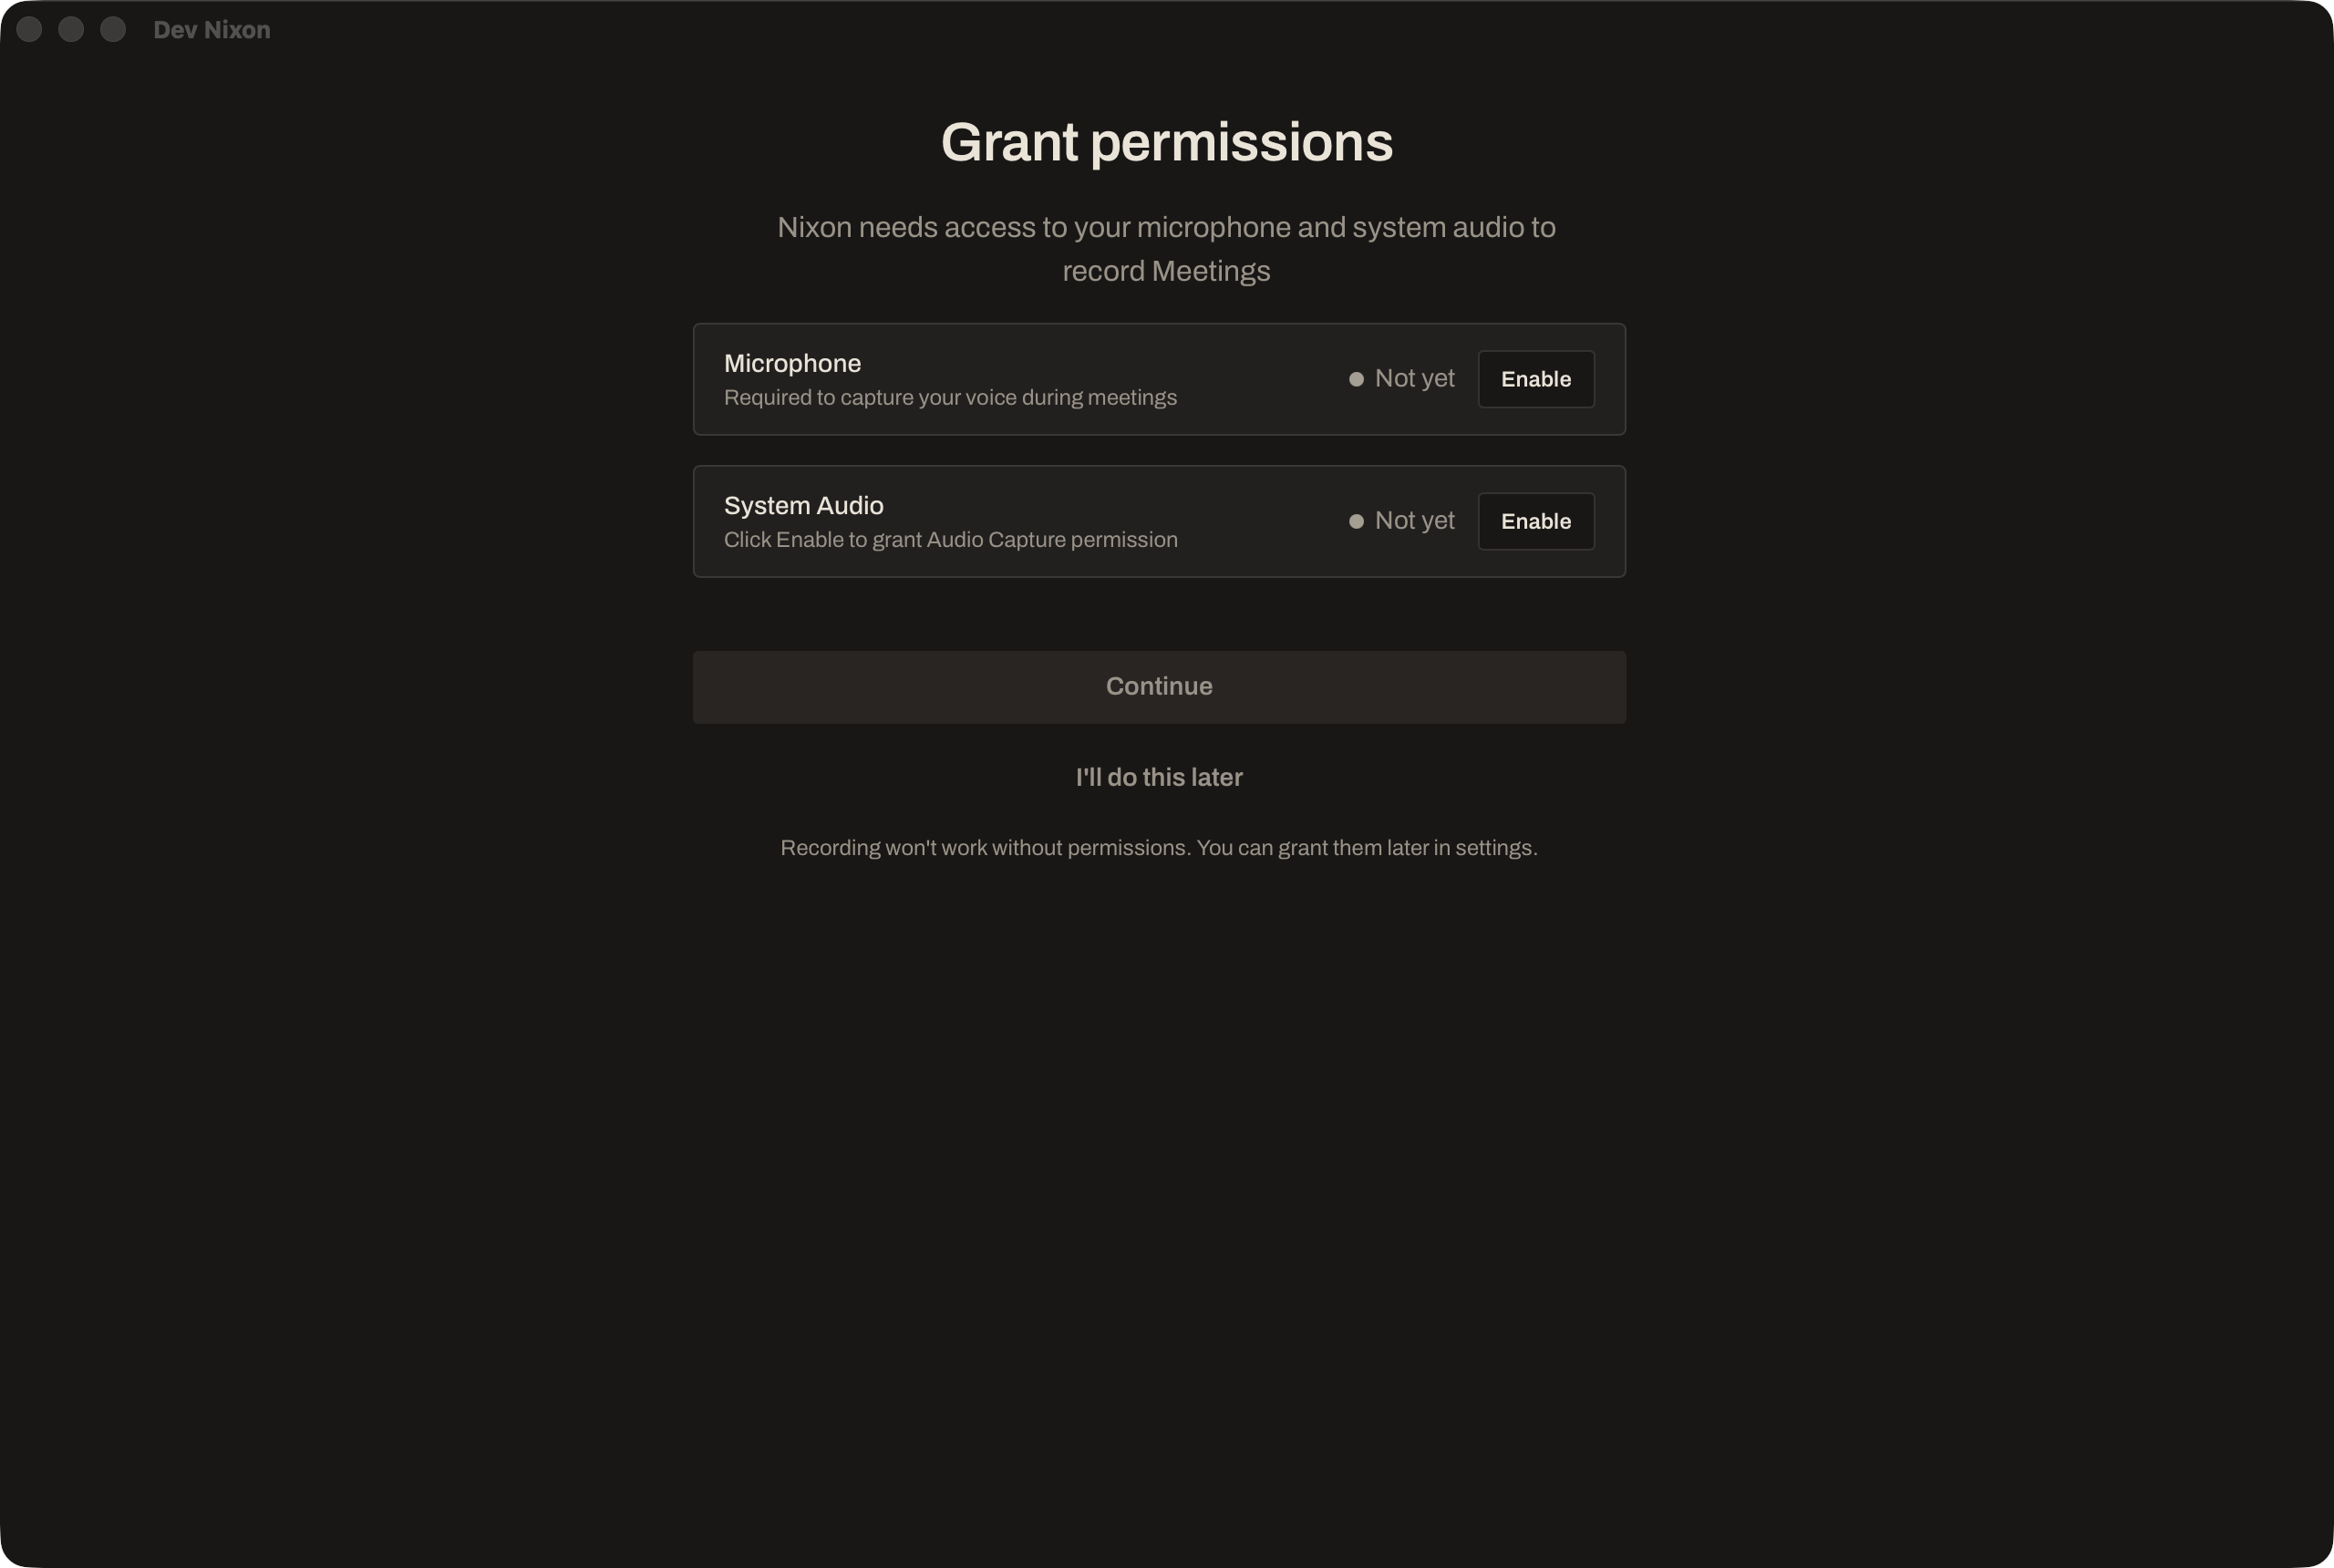 Dev Nixon
Grant permissions
Nixon needs access to your microphone and system audio to
record Meetings
Microphone
Required to capture your voice during meetings
Not yet
Enable
System Audio
Click Enable to grant Audio Capture permission
Not yet
Enable
Continue
I'll do this later
Recording won't work without permissions. You can grant them later in settings.